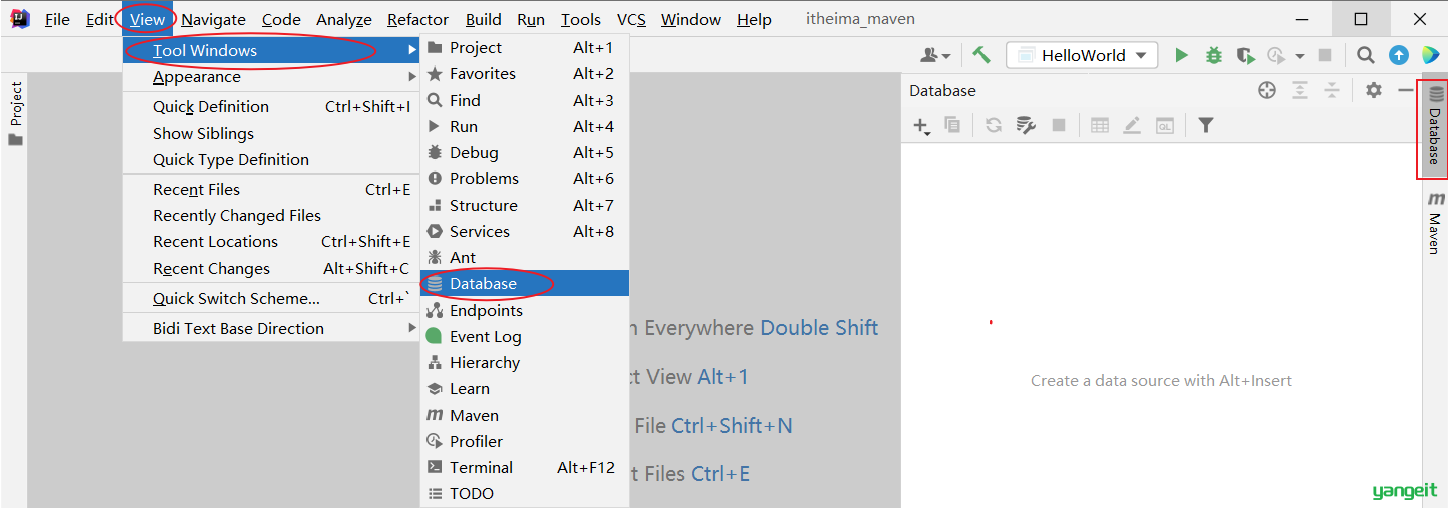 File Edit View Navigate Code Analyze Refactor Build Run Tools VCS Window Help itheima_maven
HelloWorld
Project
Tool Windows
Appearance
Quick Definition Ctrl+Shift+I
Show Siblings
Quick Type Definition
Recent Files Ctrl+E
Recently Changed Files
Recent Locations Ctrl+Shift+E
Recent Changes Alt+Shift+C
Quick Switch Scheme... Ctrl+`
Bidi Text Base Direction
Project Alt+1
Favorites Alt+2
Find Alt+3
Run Alt+4
Debug Alt+5
Problems Alt+6
Structure Alt+7
Services Alt+8
Ant
Database
Endpoints
Event Log
Hierarchy
Learn
Maven
Profiler
Terminal Alt+F12
TODO
Everywhere Double Shift
View Alt+1
File Ctrl+Shift+N
Files Ctrl+E
Database
QL
Create a data source with Alt+Insert
Database
Maven
yangeit